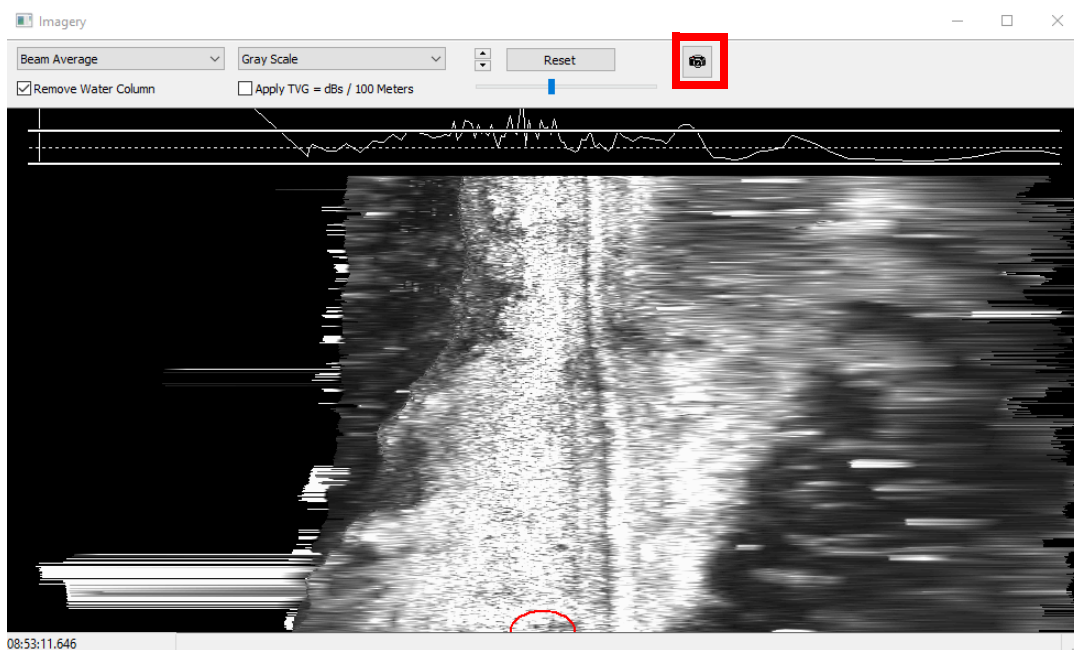 Imagery
Beam Average
Gray Scale
Reset
Remove Water Column
Apply TVG = dBs / 100 Meters
08:53:11.646